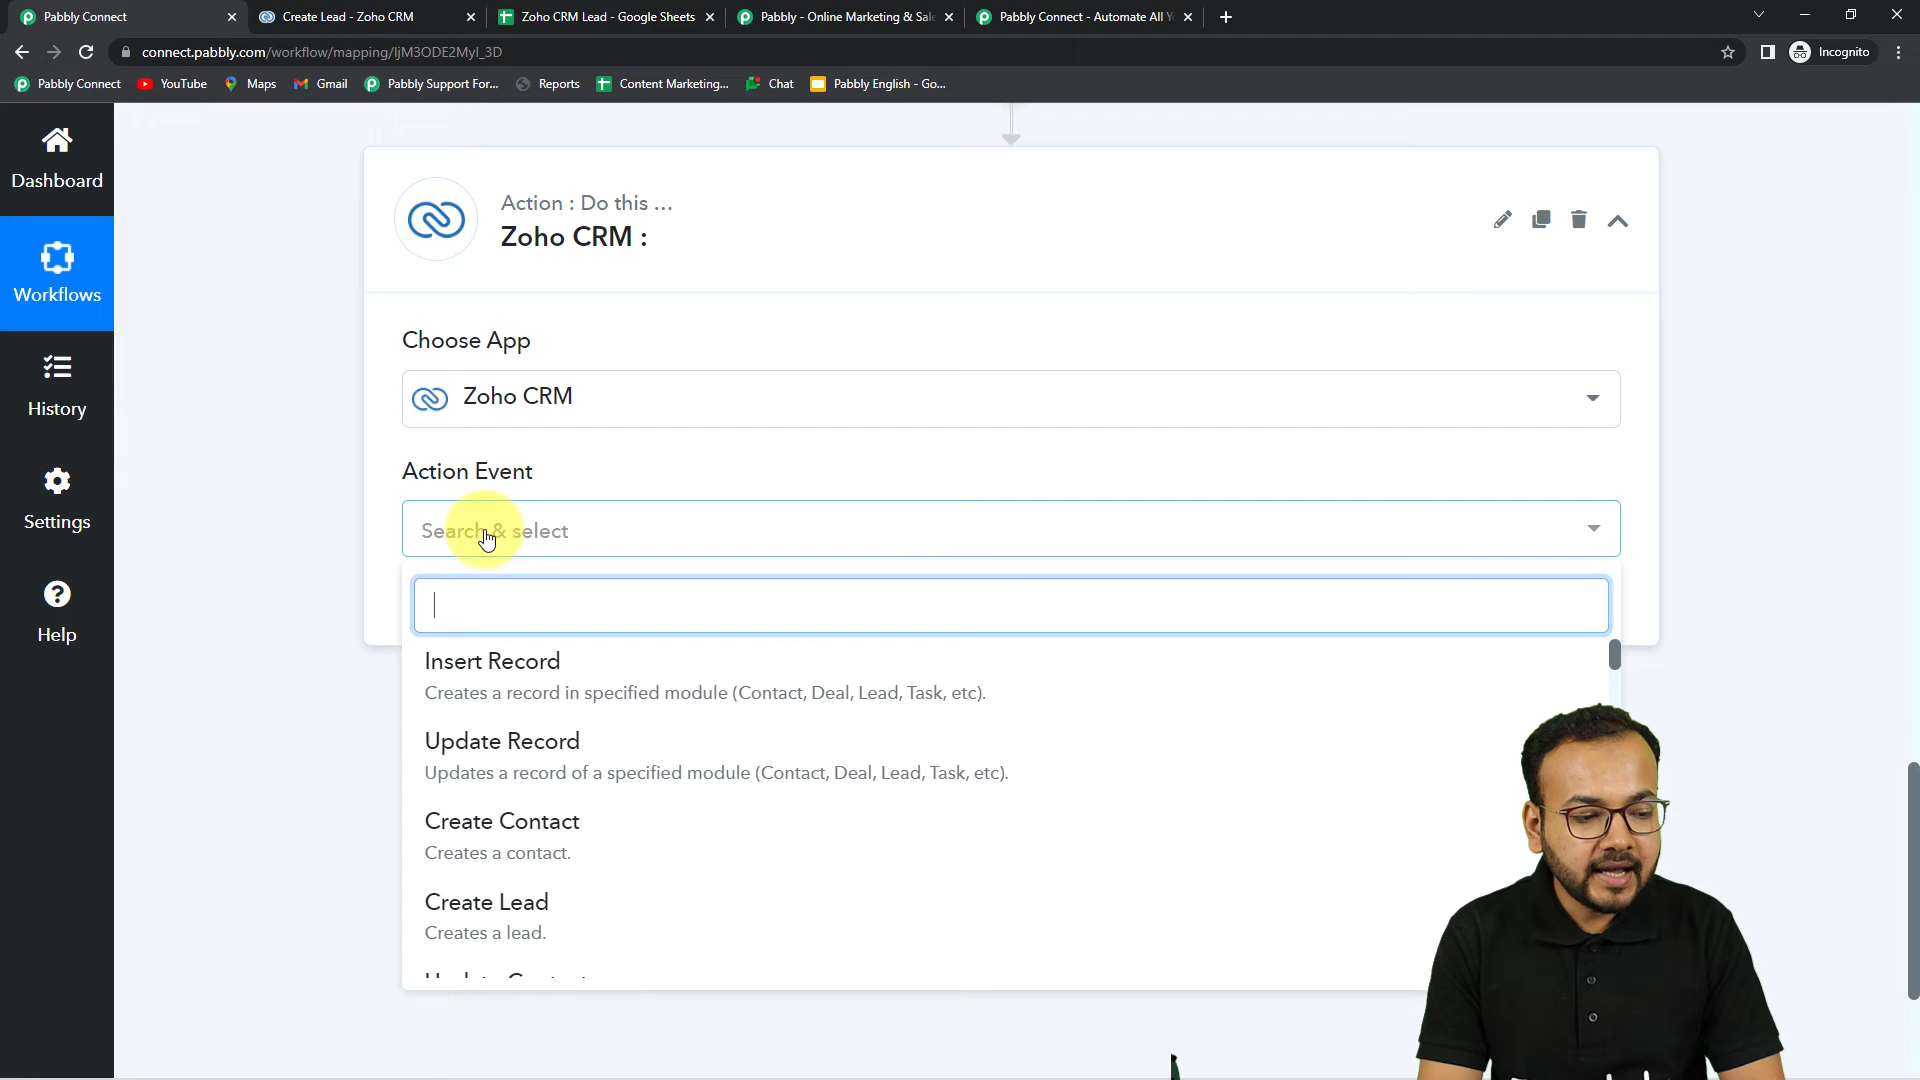 Pabbly Connect
Create Lead - Zoho CRM
Zoho CRM Lead - Google Sheets
Pabbly - Online Marketing & Sal
Pabbly Connect - Automate All Y
connect.pabbly.com/workflow/mapping/IjM3ODE2MyI_3D
Incognito
Pabbly Connect
YouTube
Maps
Gmail
Pabbly Support For...
Reports
Content Marketing...
Chat
Pabbly English - Go...
Dashboard
Workflows
History
Settings
Help
Action : Do this ...
Zoho CRM :
Choose App
Zoho CRM
Action Event
Search & select
Insert Record
Creates a record in specified module (Contact, Deal, Lead, Task, etc).
Update Record
Updates a record of a specified module (Contact, Deal, Lead, Task, etc).
Create Contact
Creates a contact.
Create Lead
Creates a lead.